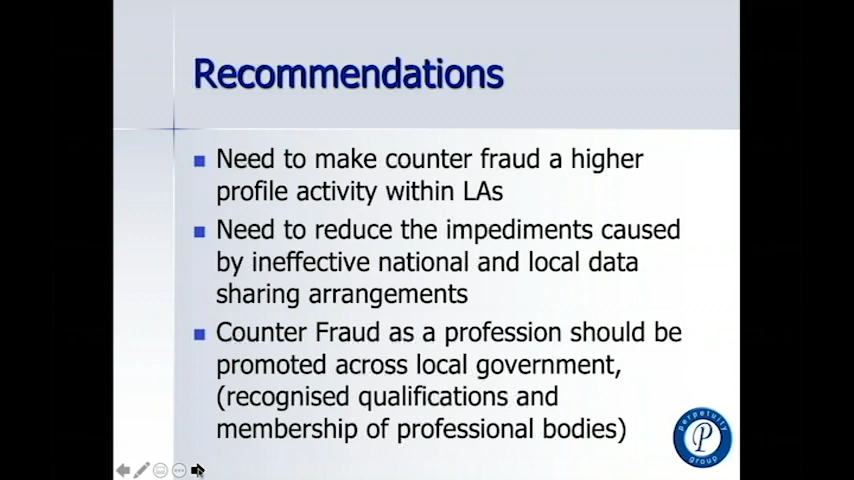 Recommendations
Need to make counter fraud a higher
profile activity within LAs
Need to reduce the impediments caused
by ineffective national and local data
sharing arrangements
Counter Fraud as a profession should be
promoted across local government,
(recognised qualifications and
membership of professional bodies)
perpetuity
P
group